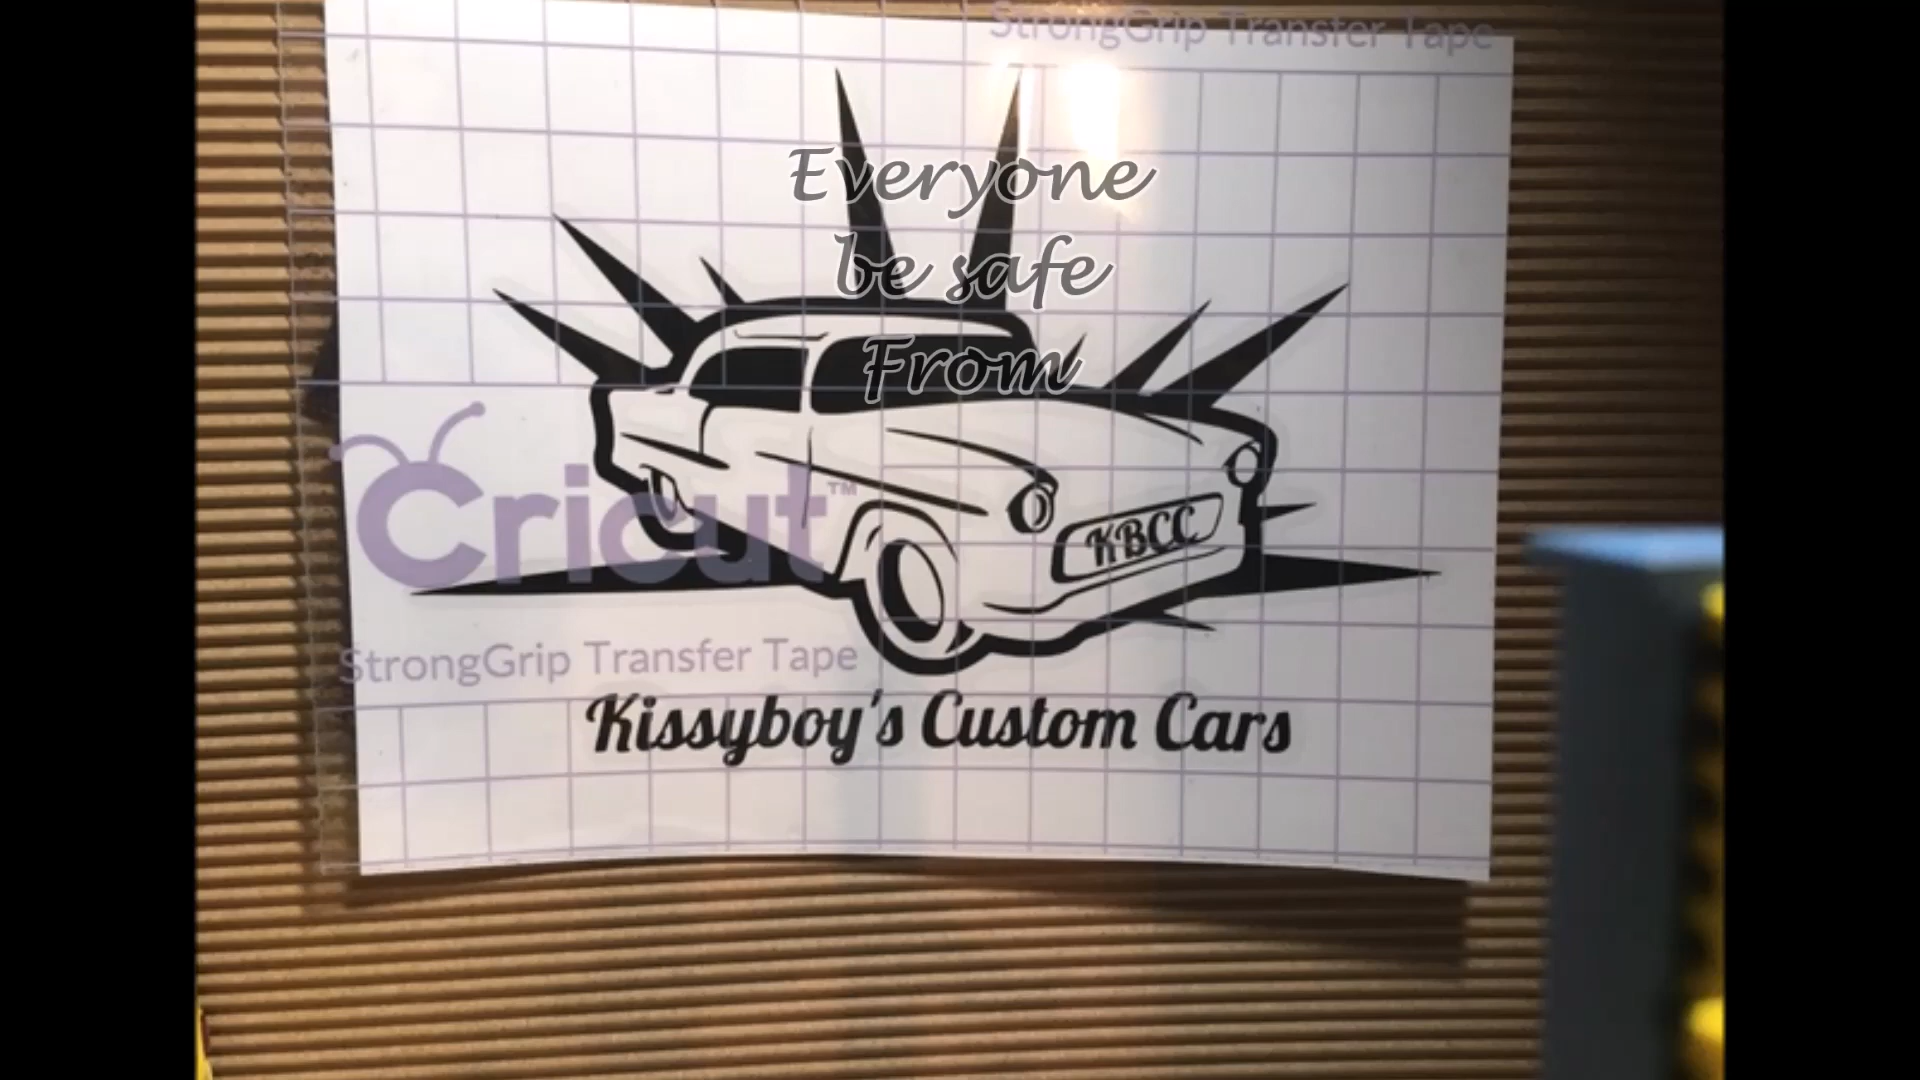 StrongGrip Transfer Tape
Everyone
be safe
From
Cricut™
KBCC
StrongGrip Transfer Tape
Kissyboy's Custom Cars